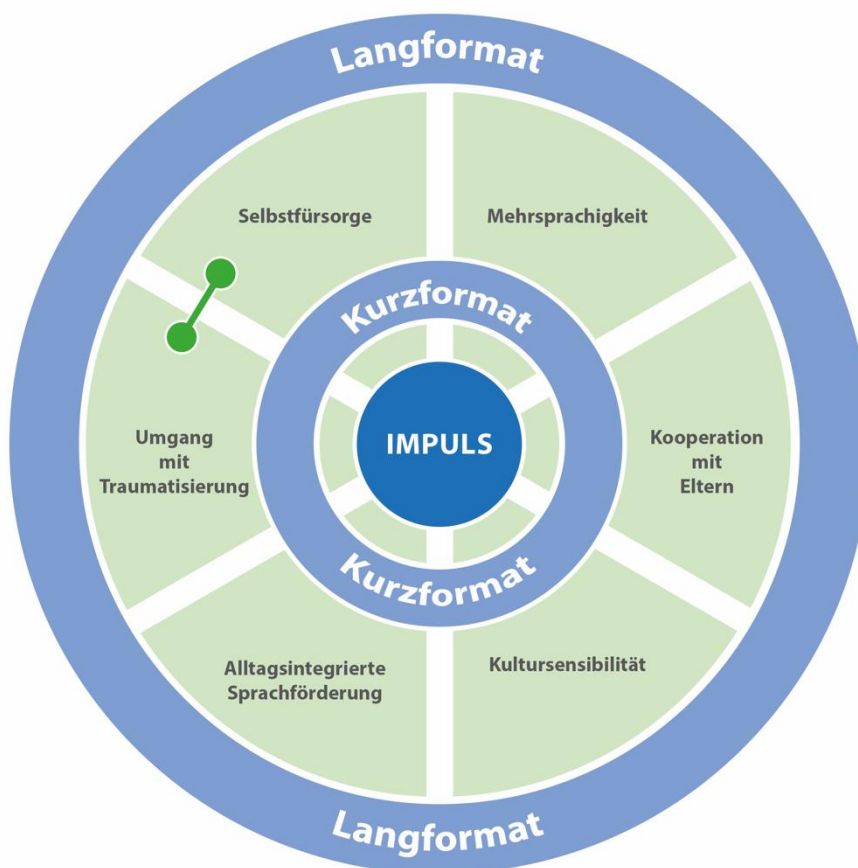 Langformat
Selbstfürsorge
Mehrsprachigkeit
Kurzformat
Umgang
mit
Traumatisierung
IMPULS
Kooperation
mit
Eltern
Kurzformat
Alltagsintegrierte
Sprachförderung
Kultursensibilität
Langformat